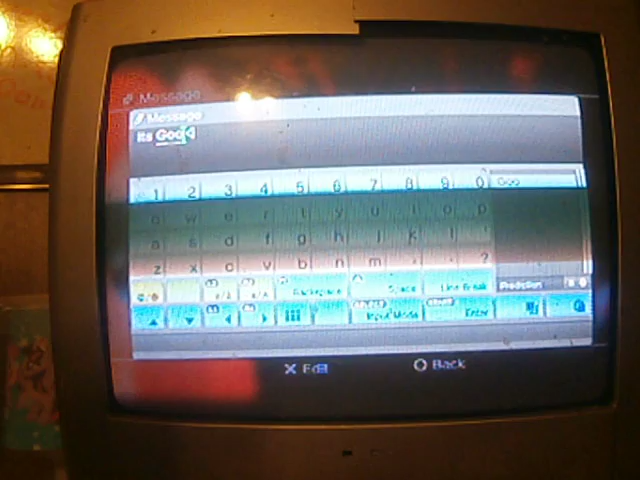 Message
Message
Its Goo
1 2 3 4 5 6 7 8 9 0 Goo
q w e r t y u i o p
a s d f g h j k l '
z x c v b n m , . ?
Backspace Space Line Break Prediction
Input Mode Enter
Edit Back